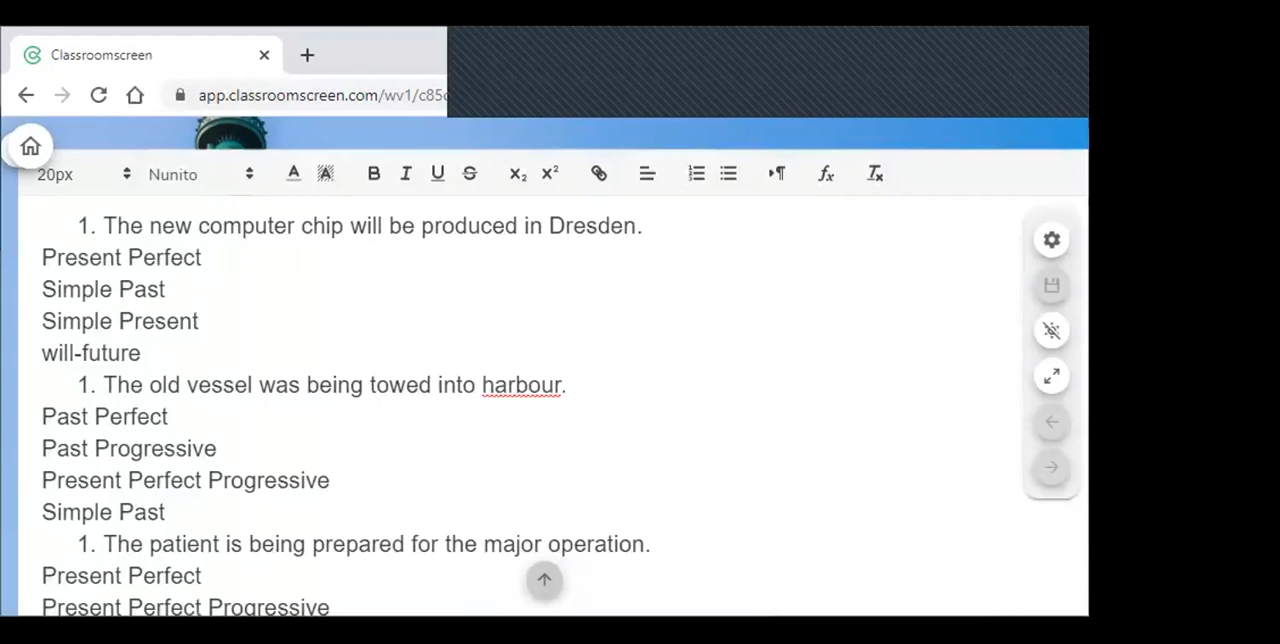 Classroomscreen
app.classroomscreen.com/wv1/c85c
20px Nunito
1. The new computer chip will be produced in Dresden.
Present Perfect
Simple Past
Simple Present
will-future
1. The old vessel was being towed into harbour.
Past Perfect
Past Progressive
Present Perfect Progressive
Simple Past
1. The patient is being prepared for the major operation.
Present Perfect
Present Perfect Progressive